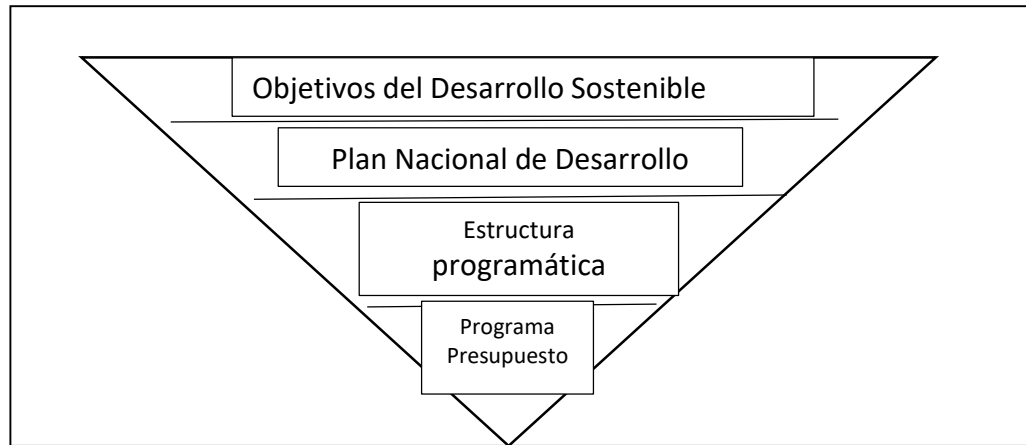 Objetivos del Desarrollo Sostenible
Plan Nacional de Desarrollo
Estructura
programática
Programa
Presupuesto